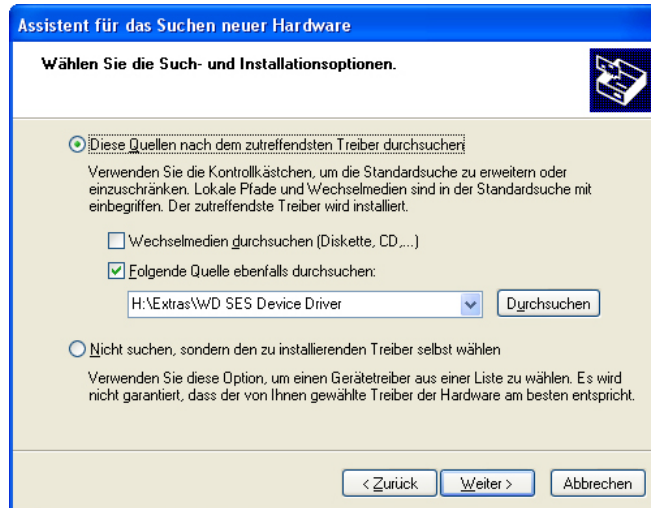 Assistent für das Suchen neuer Hardware
Wählen Sie die Such- und Installationsoptionen.
Diese Quellen nach dem zutreffendsten Treiber durchsuchen
Verwenden Sie die Kontrollkästchen, um die Standardsuche zu erweitern oder
einzuschränken. Lokale Pfade und Wechselmedien sind in der Standardsuche mit
einbegriffen. Der zutreffendste Treiber wird installiert.
Wechselmedien durchsuchen (Diskette, CD,...)
Folgende Quelle ebenfalls durchsuchen:
H:\Extras\WD SES Device Driver
Durchsuchen
Nicht suchen, sondern den zu installierenden Treiber selbst wählen
Verwenden Sie diese Option, um einen Gerätetreiber aus einer Liste zu wählen. Es wird
nicht garantiert, dass der von Ihnen gewählte Treiber der Hardware am besten entspricht.
< Zurück Weiter > Abbrechen